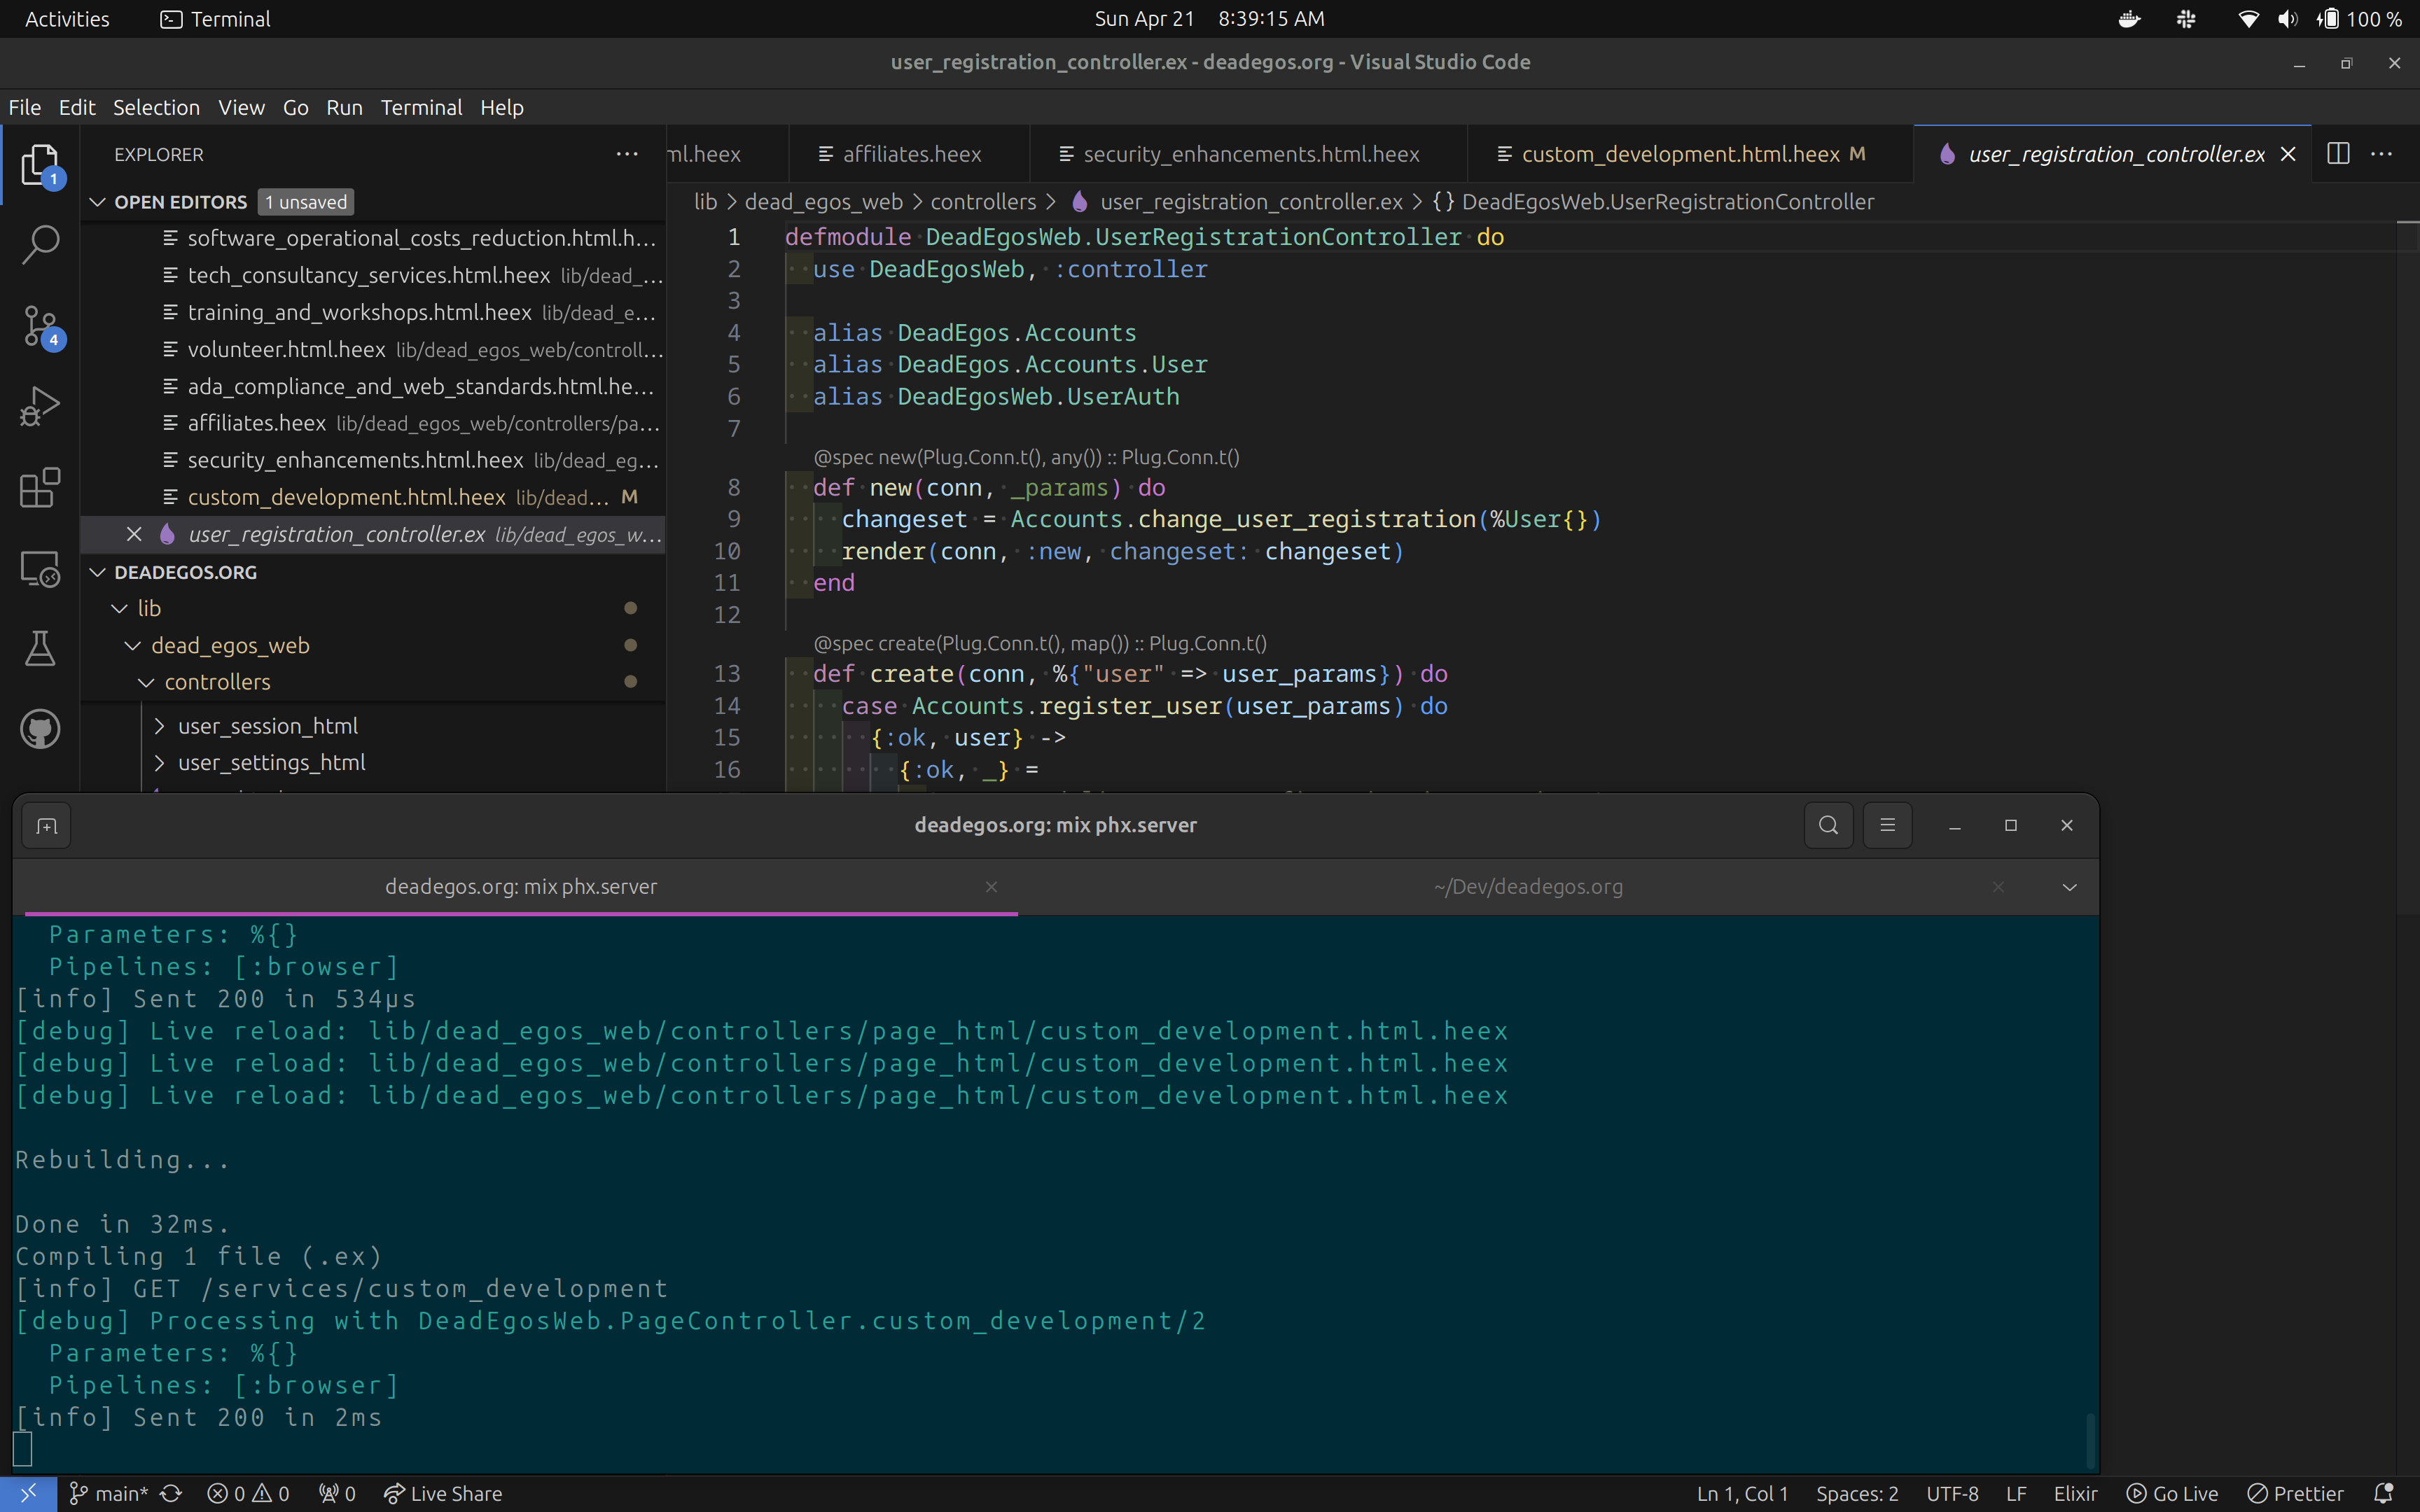 Activities Terminal Sun Apr 21 8:39:15 AM 100 %
user_registration_controller.ex - deadegos.org - Visual Studio Code
File Edit Selection View Go Run Terminal Help
EXPLORER
1
OPEN EDITORS 1 unsaved
software_operational_costs_reduction.html.h...
tech_consultancy_services.html.heex lib/dead_...
training_and_workshops.html.heex lib/dead_e...
volunteer.html.heex lib/dead_egos_web/controll...
4
ada_compliance_and_web_standards.html.he...
affiliates.heex lib/dead_egos_web/controllers/pa...
security_enhancements.html.heex lib/dead_eg...
custom_development.html.heex lib/dead... M
user_registration_controller.ex lib/dead_egos_w...
DEADEGOS.ORG
lib
dead_egos_web
controllers
user_session_html
user_settings_html
ml.heex affiliates.heex security_enhancements.html.heex custom_development.html.heex M user_registration_controller.ex
lib > dead_egos_web > controllers > user_registration_controller.ex > {} DeadEgosWeb.UserRegistrationController
1 defmodule DeadEgosWeb.UserRegistrationController do
2 use DeadEgosWeb, :controller
3
4 alias DeadEgos.Accounts
5 alias DeadEgos.Accounts.User
6 alias DeadEgosWeb.UserAuth
7
@spec new(Plug.Conn.t(), any()) :: Plug.Conn.t()
8 def new(conn, _params) do
9 changeset = Accounts.change_user_registration(%User{})
10 render(conn, :new, changeset: changeset)
11 end
12
@spec create(Plug.Conn.t(), map()) :: Plug.Conn.t()
13 def create(conn, %{"user" => user_params}) do
14 case Accounts.register_user(user_params) do
15 {:ok, user} ->
16 {:ok, _} =
deadegos.org: mix phx.server
deadegos.org: mix phx.server ~/Dev/deadegos.org
Parameters: %{}
Pipelines: [:browser]
[info] Sent 200 in 534µs
[debug] Live reload: lib/dead_egos_web/controllers/page_html/custom_development.html.heex
[debug] Live reload: lib/dead_egos_web/controllers/page_html/custom_development.html.heex
[debug] Live reload: lib/dead_egos_web/controllers/page_html/custom_development.html.heex
Rebuilding...
Done in 32ms.
Compiling 1 file (.ex)
[info] GET /services/custom_development
[debug] Processing with DeadEgosWeb.PageController.custom_development/2
Parameters: %{}
Pipelines: [:browser]
[info] Sent 200 in 2ms
main* 0 0 0 Live Share Ln 1, Col 1 Spaces: 2 UTF-8 LF Elixir Go Live Prettier